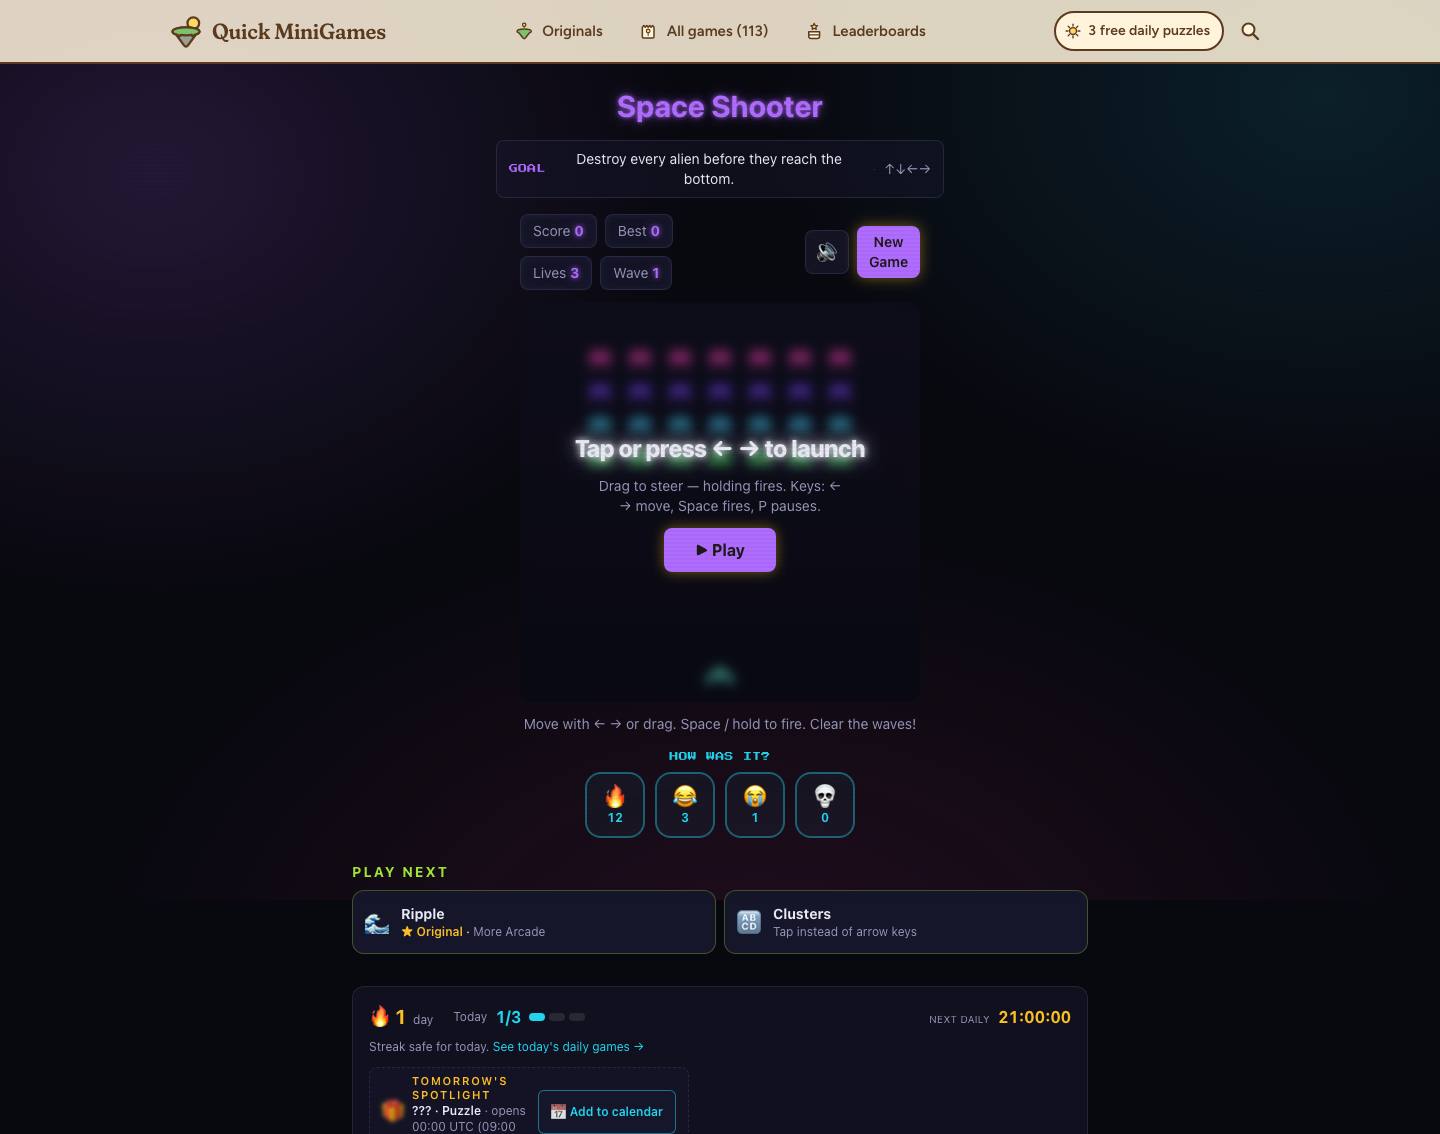 Quick MiniGames
Originals
All games (113)
Leaderboards
3 free daily puzzles
Space Shooter
GOAL
Destroy every alien before they reach the
bottom.
· ↑↓←→
Score 0
Best 0
Lives 3
Wave 1
New
Game
Tap or press ← → to launch
Drag to steer — holding fires. Keys: ←
→ move, Space fires, P pauses.
Play
Move with ← → or drag. Space / hold to fire. Clear the waves!
HOW WAS IT?
12
3
1
0
PLAY NEXT
Ripple
★ Original · More Arcade
Clusters
Tap instead of arrow keys
1 day
Today 1/3
NEXT DAILY 21:00:00
Streak safe for today. See today's daily games →
TOMORROW'S
SPOTLIGHT
??? · Puzzle · opens
00:00 UTC (09:00
Add to calendar